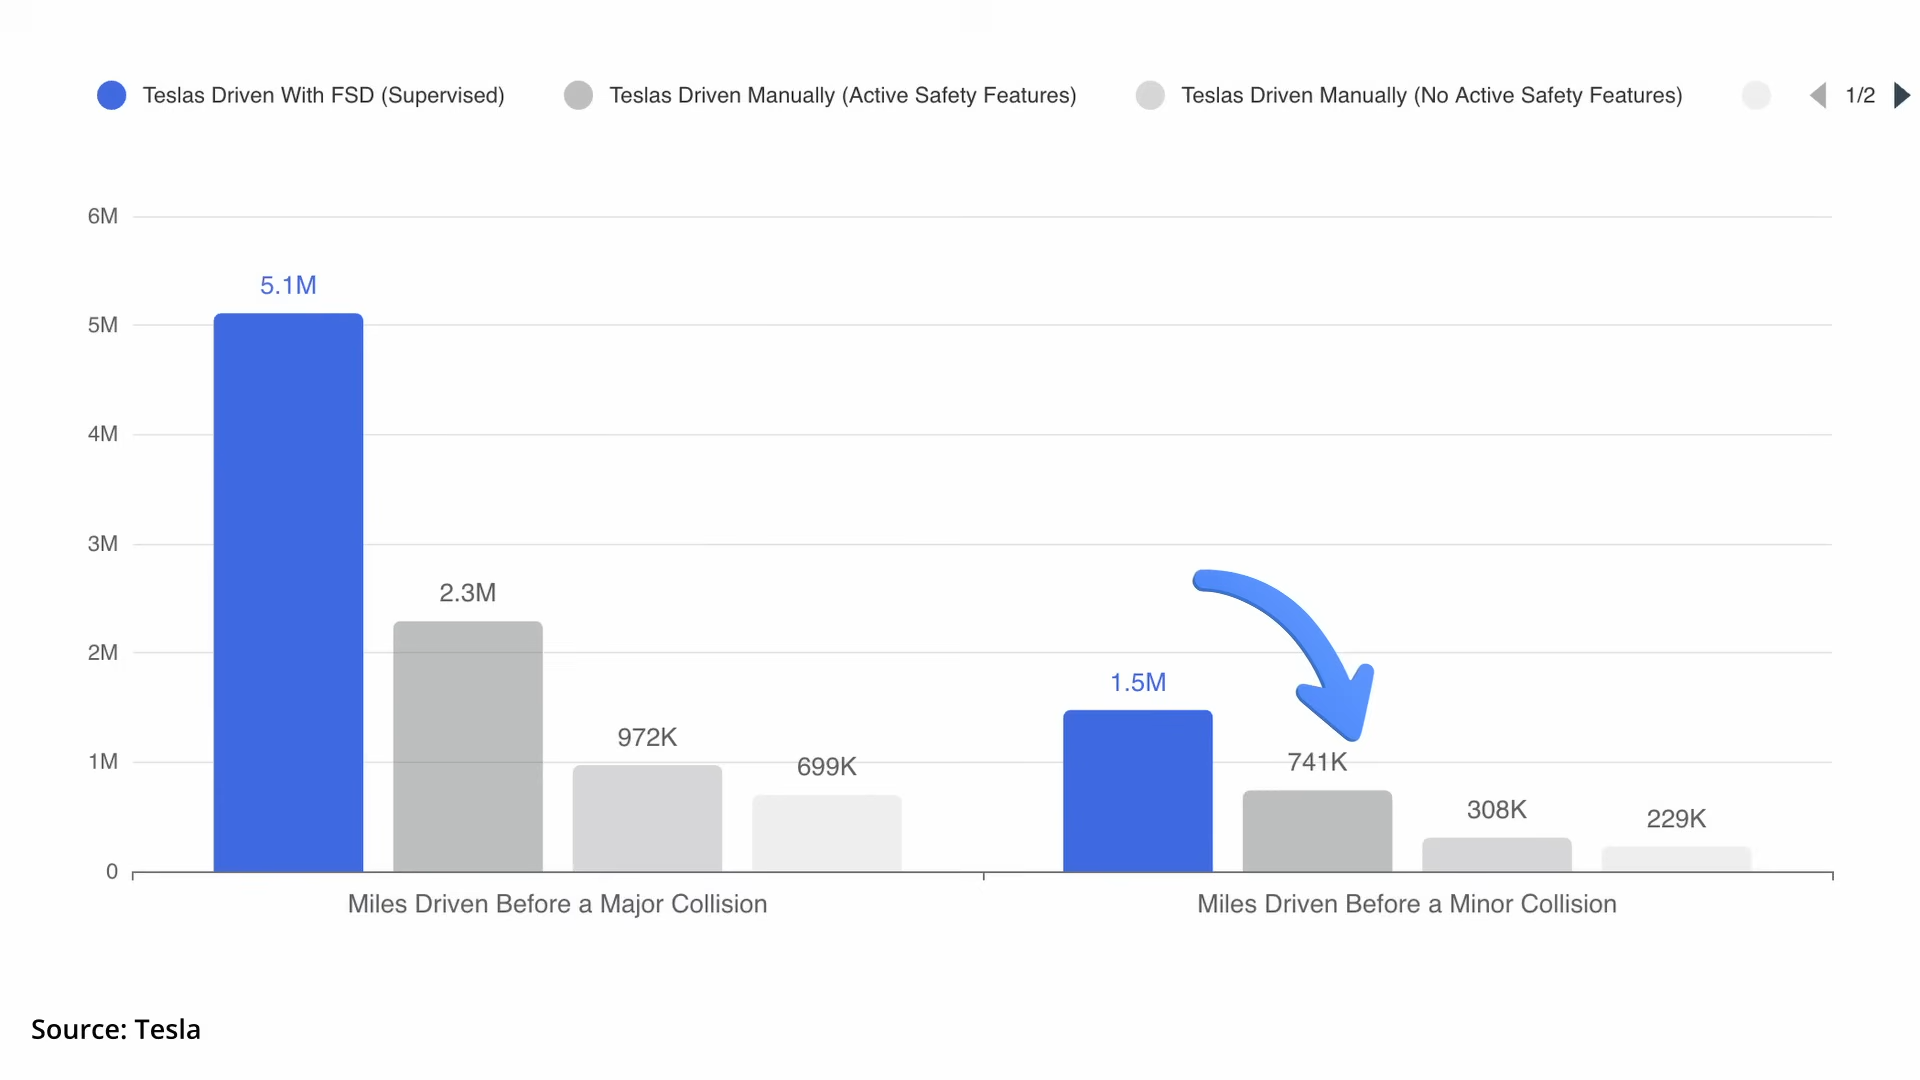 Teslas Driven With FSD (Supervised)
Teslas Driven Manually (Active Safety Features)
Teslas Driven Manually (No Active Safety Features)
1/2
6M
5M
4M
3M
2M
1M
0
5.1M
2.3M
972K
699K
1.5M
741K
308K
229K
Miles Driven Before a Major Collision
Miles Driven Before a Minor Collision
Source: Tesla